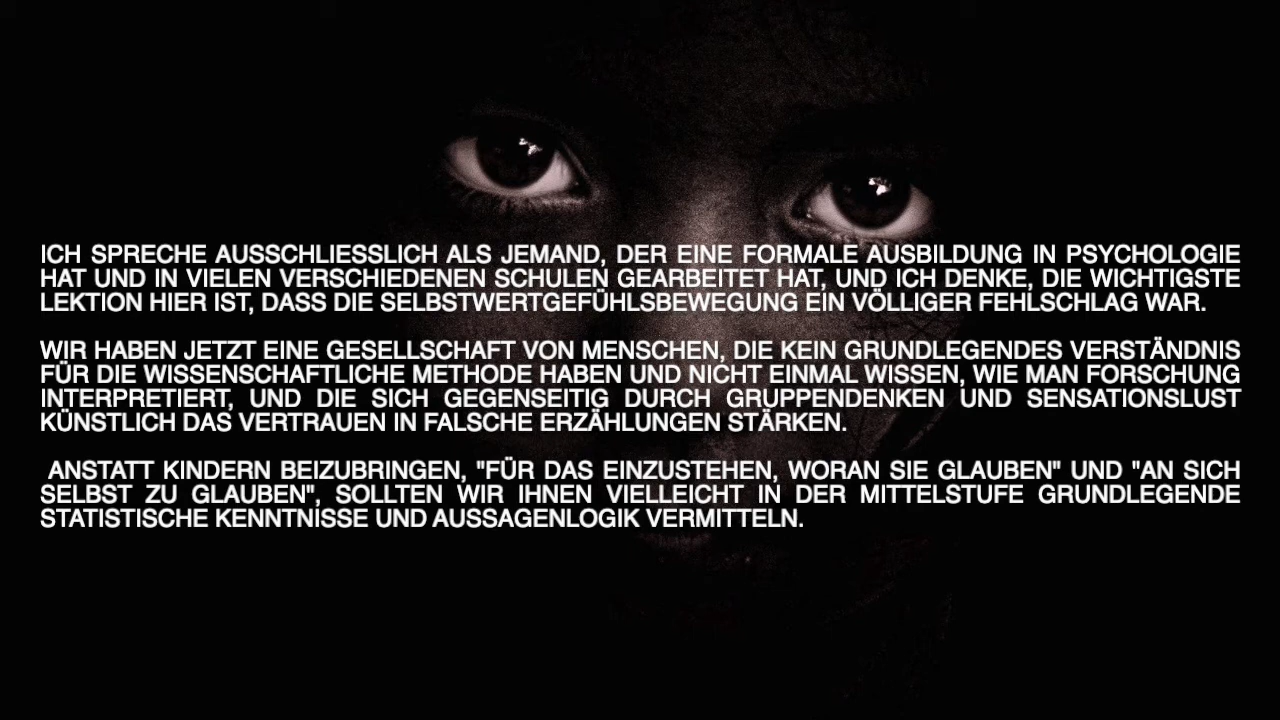 ICH SPRECHE AUSSCHLIESSLICH ALS JEMAND, DER EINE FORMALE AUSBILDUNG IN PSYCHOLOGIE
HAT UND IN VIELEN VERSCHIEDENEN SCHULEN GEARBEITET HAT, UND ICH DENKE, DIE WICHTIGSTE
LEKTION HIER IST, DASS DIE SELBSTWERTGEFÜHLSBEWEGUNG EIN VÖLLIGER FEHLSCHLAG WAR.
WIR HABEN JETZT EINE GESELLSCHAFT VON MENSCHEN, DIE KEIN GRUNDLEGENDES VERSTÄNDNIS
FÜR DIE WISSENSCHAFTLICHE METHODE HABEN UND NICHT EINMAL WISSEN, WIE MAN FORSCHUNG
INTERPRETIERT, UND DIE SICH GEGENSEITIG DURCH GRUPPENDENKEN UND SENSATIONSLUST
KÜNSTLICH DAS VERTRAUEN IN FALSCHE ERZÄHLUNGEN STÄRKEN.
ANSTATT KINDERN BEIZUBRINGEN, "FÜR DAS EINZUSTEHEN, WORAN SIE GLAUBEN" UND "AN SICH
SELBST ZU GLAUBEN", SOLLTEN WIR IHNEN VIELLEICHT IN DER MITTELSTUFE GRUNDLEGENDE
STATISTISCHE KENNTNISSE UND AUSSAGENLOGIK VERMITTELN.